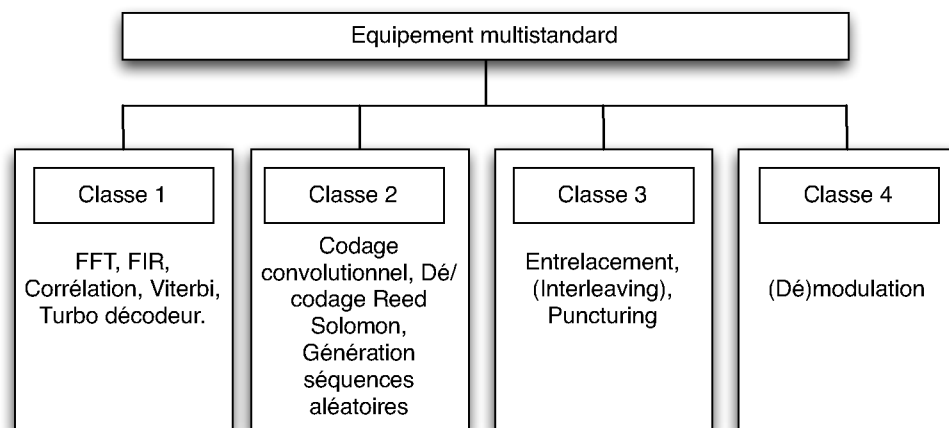 Equipement multistandard
Classe 1
FFT, FIR,
Corrélation, Viterbi,
Turbo décodeur.
Classe 2
Codage
convolutionnel, Dé/
codage Reed
Solomon,
Génération
séquences
aléatoires
Classe 3
Entrelacement,
(Interleaving),
Puncturing
Classe 4
(Dé)modulation